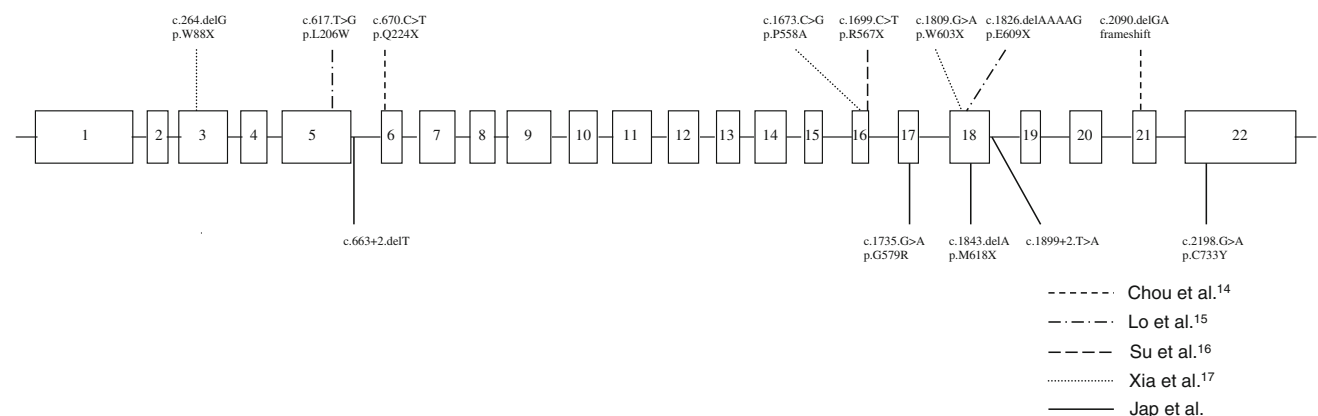 c.264.delG
p.W88X
c.617.T>G
p.L206W
c.670.C>T
p.Q224X
c.1673.C>G
p.P558A
c.1699.C>T
p.R567X
c.1809.G>A
p.W603X
c.1826.delAAAAG
p.E609X
c.2090.delGA
frameshift
1 2 3 4 5 6 7 8 9 10 11 12 13 14 15 16 17 18 19 20 21 22
c.663+2.delT
c.1735.G>A
p.G579R
c.1843.delA
p.M618X
c.1899+2.T>A
c.2198.G>A
p.C733Y
Chou et al.14
Lo et al.15
Su et al.16
Xia et al.17
Jap et al.